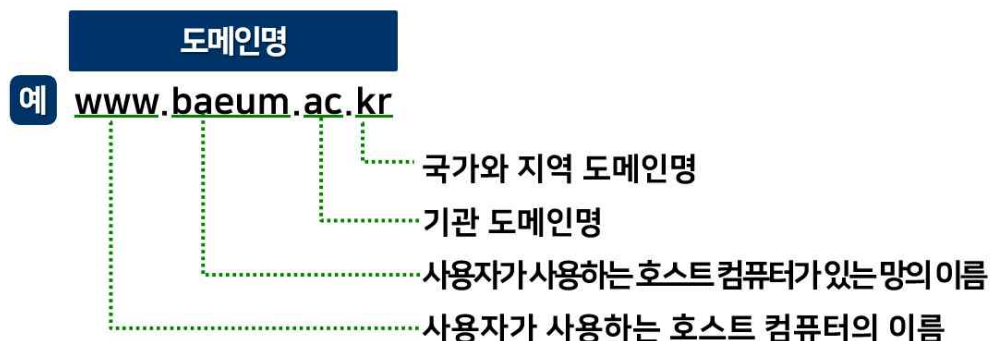 도메인명
예 www.baeum.ac.kr
국가와 지역 도메인명
기관 도메인명
사용자가 사용하는 호스트 컴퓨터가 있는 망의 이름
사용자가 사용하는 호스트 컴퓨터의 이름